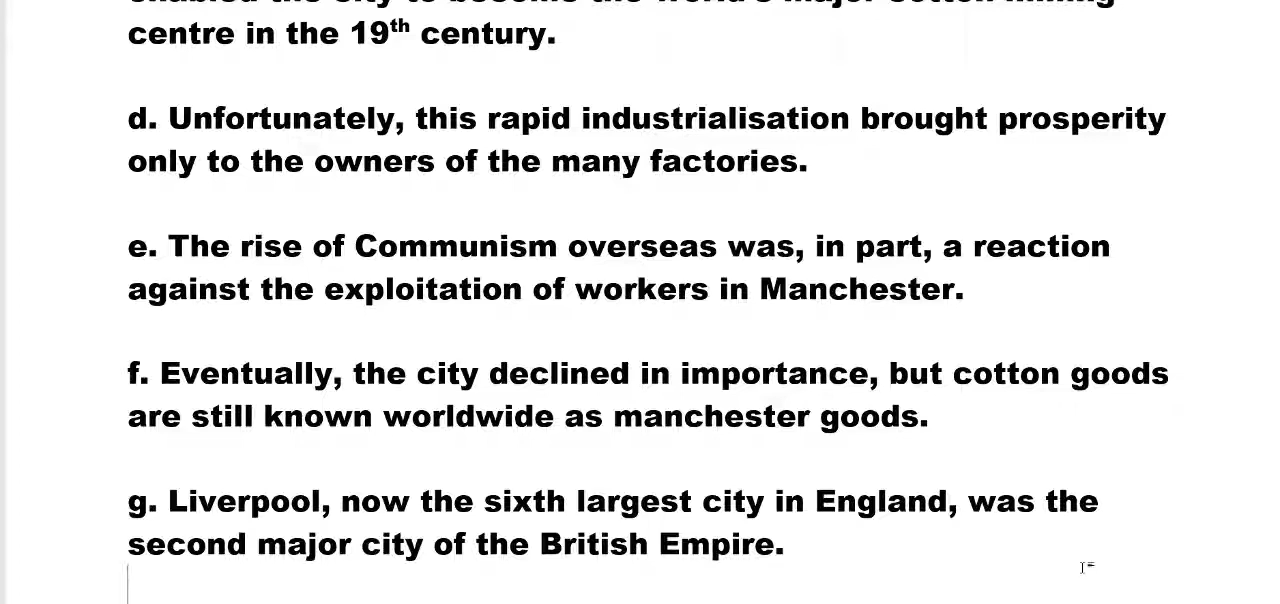 centre in the 19th century.
d. Unfortunately, this rapid industrialisation brought prosperity
only to the owners of the many factories.
e. The rise of Communism overseas was, in part, a reaction
against the exploitation of workers in Manchester.
f. Eventually, the city declined in importance, but cotton goods
are still known worldwide as manchester goods.
g. Liverpool, now the sixth largest city in England, was the
second major city of the British Empire.